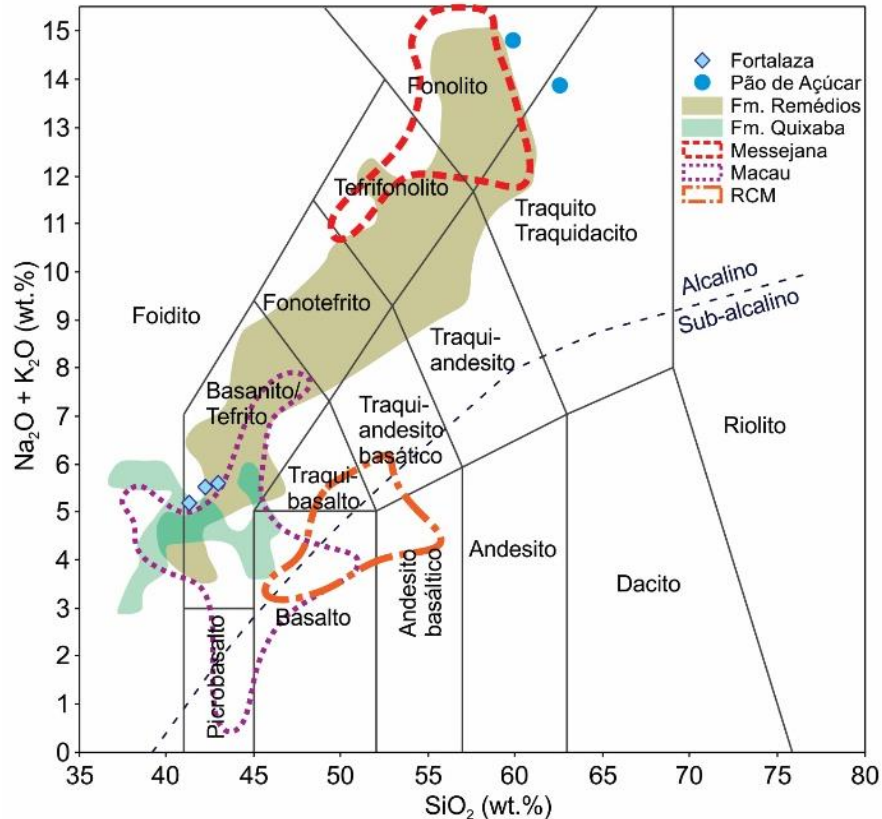 Na₂O + K₂O (wt.%)
15
14
13
12
11
10
9
8
7
6
5
4
3
2
1
0
Fortalaza
Pão de Açúcar
Fm. Remédios
Fm. Quixaba
Messejana
Macau
RCM
Fonolito
Tefrifonolito
Traquito
Traquidacito
Foidito
Fonotefrito
Alcalino
Sub-alcalino
Traqui-
andesito
Basanito/
Tefrito
Traqui-
andesito
basático
Riolito
Traqui-
basalto
Andesito
Dacito
Andesito
basáltico
Basalto
Picrobasalto
35
45
50
55
60
65
70
75
80
SiO₂ (wt.%)